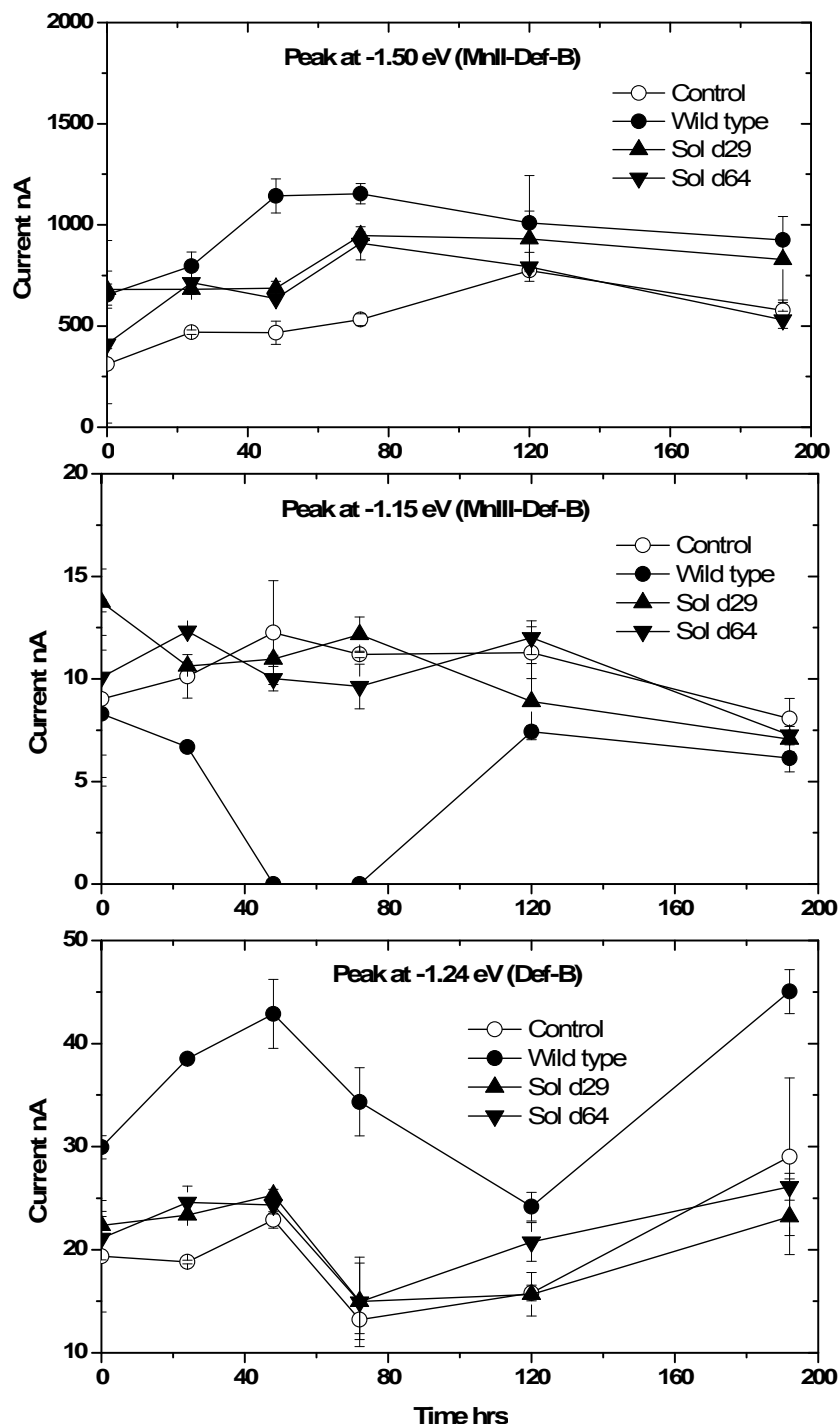 2000
Peak at -1.50 eV (MnII-Def-B)
Control
Wild type
Sol d29
Sol d64
1500
1000
500
0
Current nA
0 40 80 120 160 200
20
Peak at -1.15 eV (MnIII-Def-B)
Control
Wild type
Sol d29
Sol d64
15
10
5
0
Current nA
0 40 80 120 160 200
50
Peak at -1.24 eV (Def-B)
Control
Wild type
Sol d29
Sol d64
40
30
20
10
Current nA
0 40 80 120 160 200
Time hrs